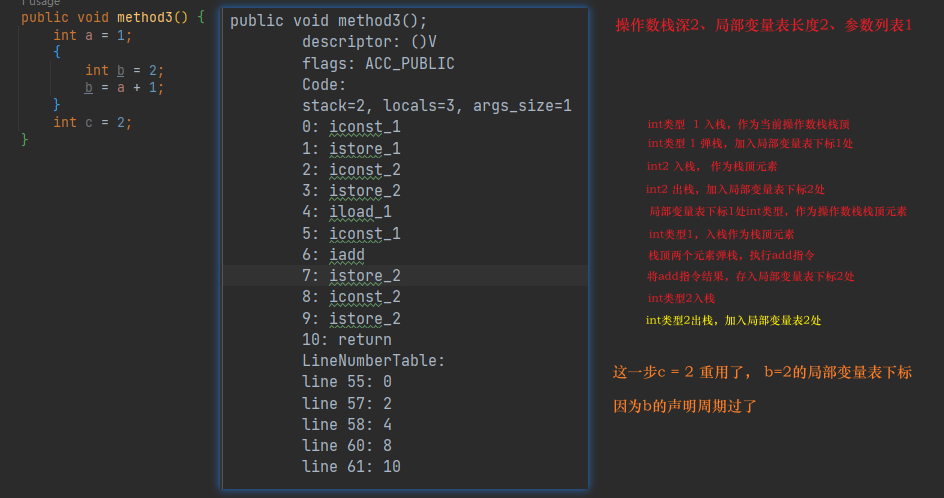 1 usage
public void method3() {
int a = 1;
{
int b = 2;
b = a + 1;
}
int c = 2;
}
public void method3();
descriptor: ()V
flags: ACC_PUBLIC
Code:
stack=2, locals=3, args_size=1
0: iconst_1
1: istore_1
2: iconst_2
3: istore_2
4: iload_1
5: iconst_1
6: iadd
7: istore_2
8: iconst_2
9: istore_2
10: return
LineNumberTable:
line 55: 0
line 57: 2
line 58: 4
line 60: 8
line 61: 10
操作数栈深2、局部变量表长度2、参数列表1
int类型 1 入栈，作为当前操作数栈栈顶
int类型 1 弹栈，加入局部变量表下标1处
int2 入栈， 作为栈顶元素
int2 出栈，加入局部变量表下标2处
局部变量表下标1处int类型，作为操作数栈栈顶元素
int类型1，入栈作为栈顶元素
栈顶两个元素弹栈，执行add指令
将add指令结果，存入局部变量表下标2处
int类型2入栈
int类型2出栈，加入局部变量表2处
这一步c = 2 重用了， b=2的局部变量表下标
因为b的声明周期过了